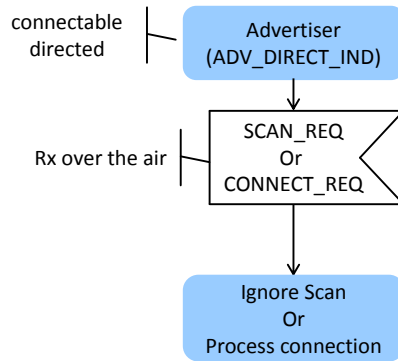 connectable
directed
Advertiser
(ADV_DIRECT_IND)
Rx over the air
SCAN_REQ
Or
CONNECT_REQ
Ignore Scan
Or
Process connection